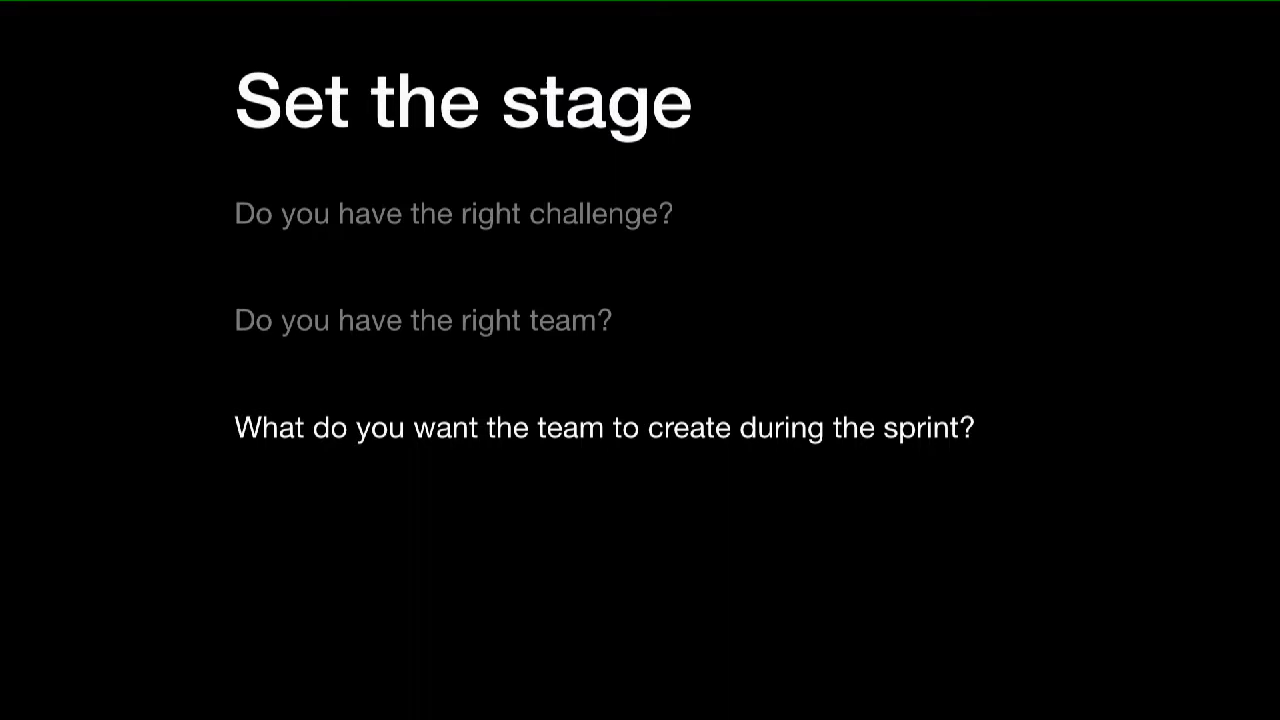 Set the stage
Do you have the right challenge?
Do you have the right team?
What do you want the team to create during the sprint?